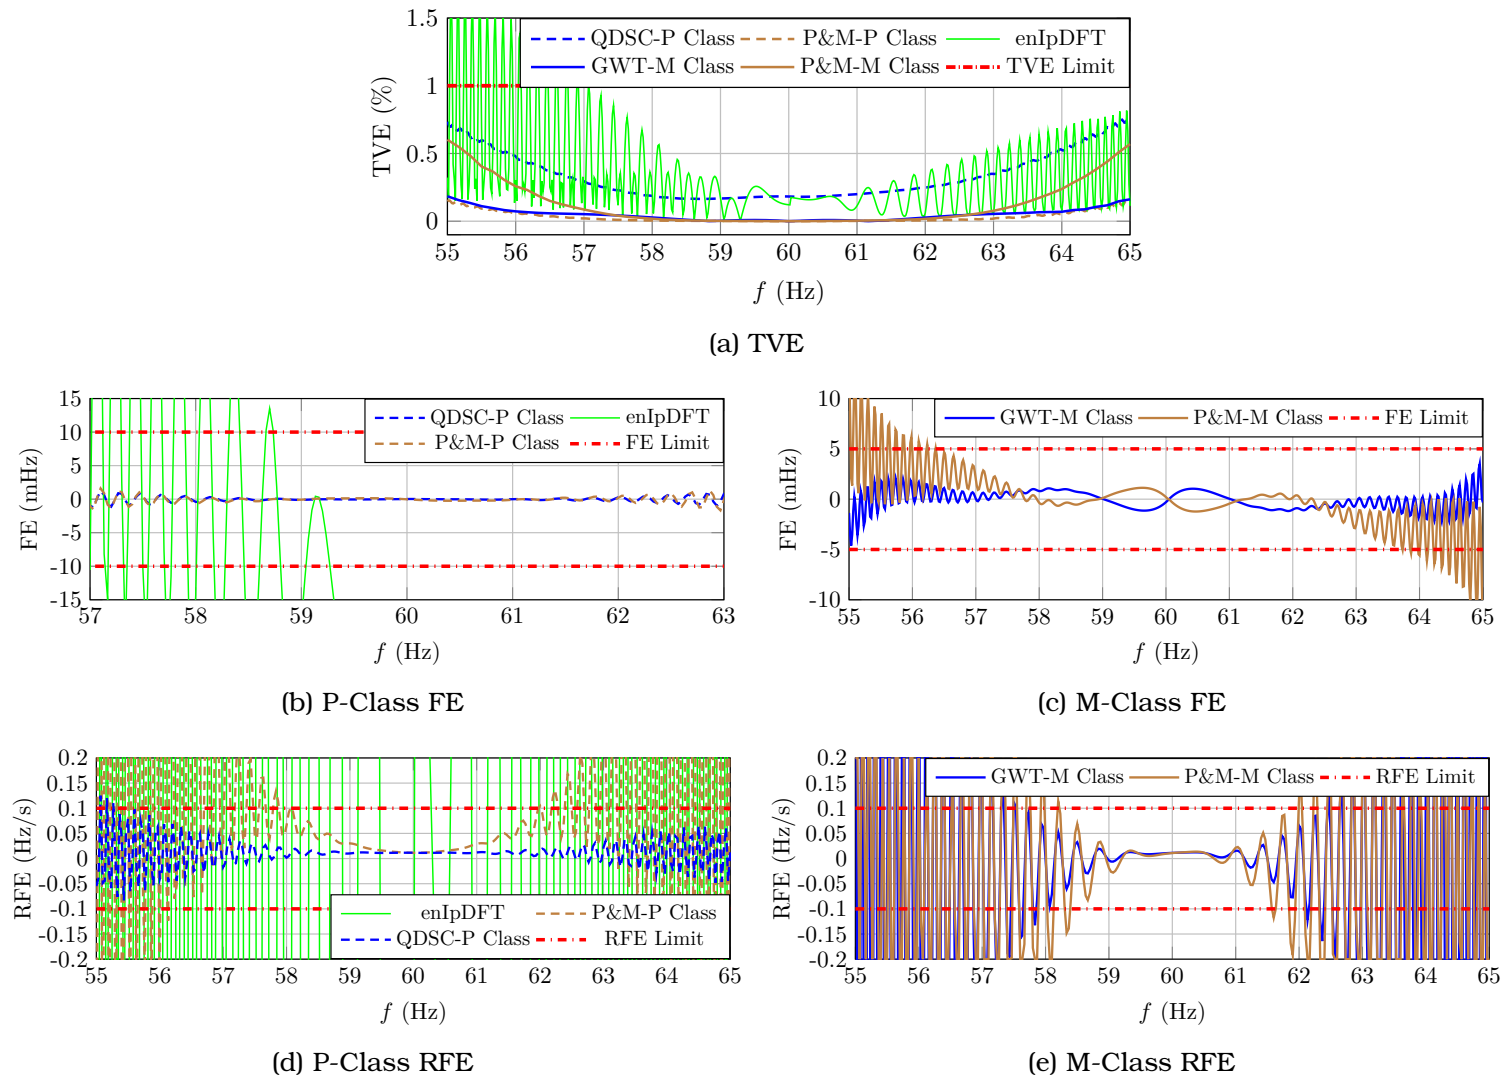 1.5
1
0.5
0
TVE (%)
QDSC-P Class P&M-P Class enIpDFT
GWT-M Class P&M-M Class TVE Limit
55 56 57 58 59 60 61 62 63 64 65
f (Hz)
(a) TVE
15
10
5
0
-5
-10
-15
FE (mHz)
QDSC-P Class enIpDFT
P&M-P Class FE Limit
57 58 59 60 61 62 63
f (Hz)
(b) P-Class FE
10
5
0
-5
-10
FE (mHz)
GWT-M Class P&M-M Class FE Limit
55 56 57 58 59 60 61 62 63 64 65
f (Hz)
(c) M-Class FE
0.2
0.15
0.1
0.05
0
-0.05
-0.1
-0.15
-0.2
RFE (Hz/s)
enIpDFT P&M-P Class
QDSC-P Class RFE Limit
55 56 57 58 59 60 61 62 63 64 65
f (Hz)
(d) P-Class RFE
0.2
0.15
0.1
0.05
0
-0.05
-0.1
-0.15
-0.2
RFE (Hz/s)
GWT-M Class P&M-M Class RFE Limit
55 56 57 58 59 60 61 62 63 64 65
f (Hz)
(e) M-Class RFE